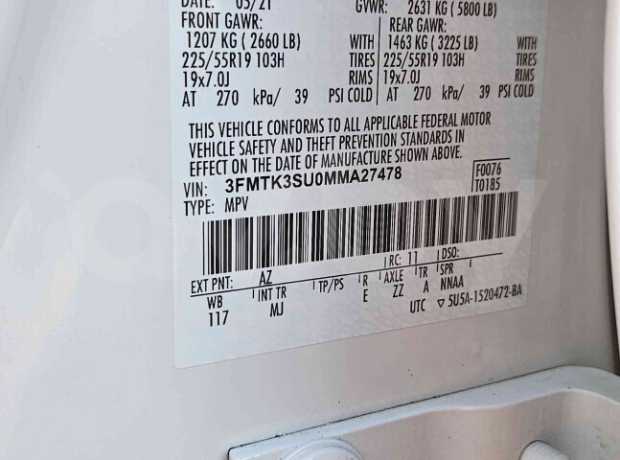 DATE: 05/21 GVWR: 2631 KG (5800 LB)
FRONT GAWR: REAR GAWR:
1207 KG (2660 LB) WITH 1463 KG (3225 LB) WITH
225/55R19 103H TIRES 225/55R19 103H TIRES
19x7.0J RIMS 19x7.0J RIMS
AT 270 kPa/ 39 PSI COLD AT 270 kPa/ 39 PSI COLD
THIS VEHICLE CONFORMS TO ALL APPLICABLE FEDERAL MOTOR
VEHICLE SAFETY AND THEFT PREVENTION STANDARDS IN
EFFECT ON THE DATE OF MANUFACTURE SHOWN ABOVE.
VIN: 3FMTK3SU0MMA27478 F0076
TYPE: MPV T0185
EXT PNT: AZ RC: 11 DSO:
WB INT TR TP/PS R AXLE TR SPR
117 MJ E ZZ A NNAA
UTC ▽5U5A-1520472-BA